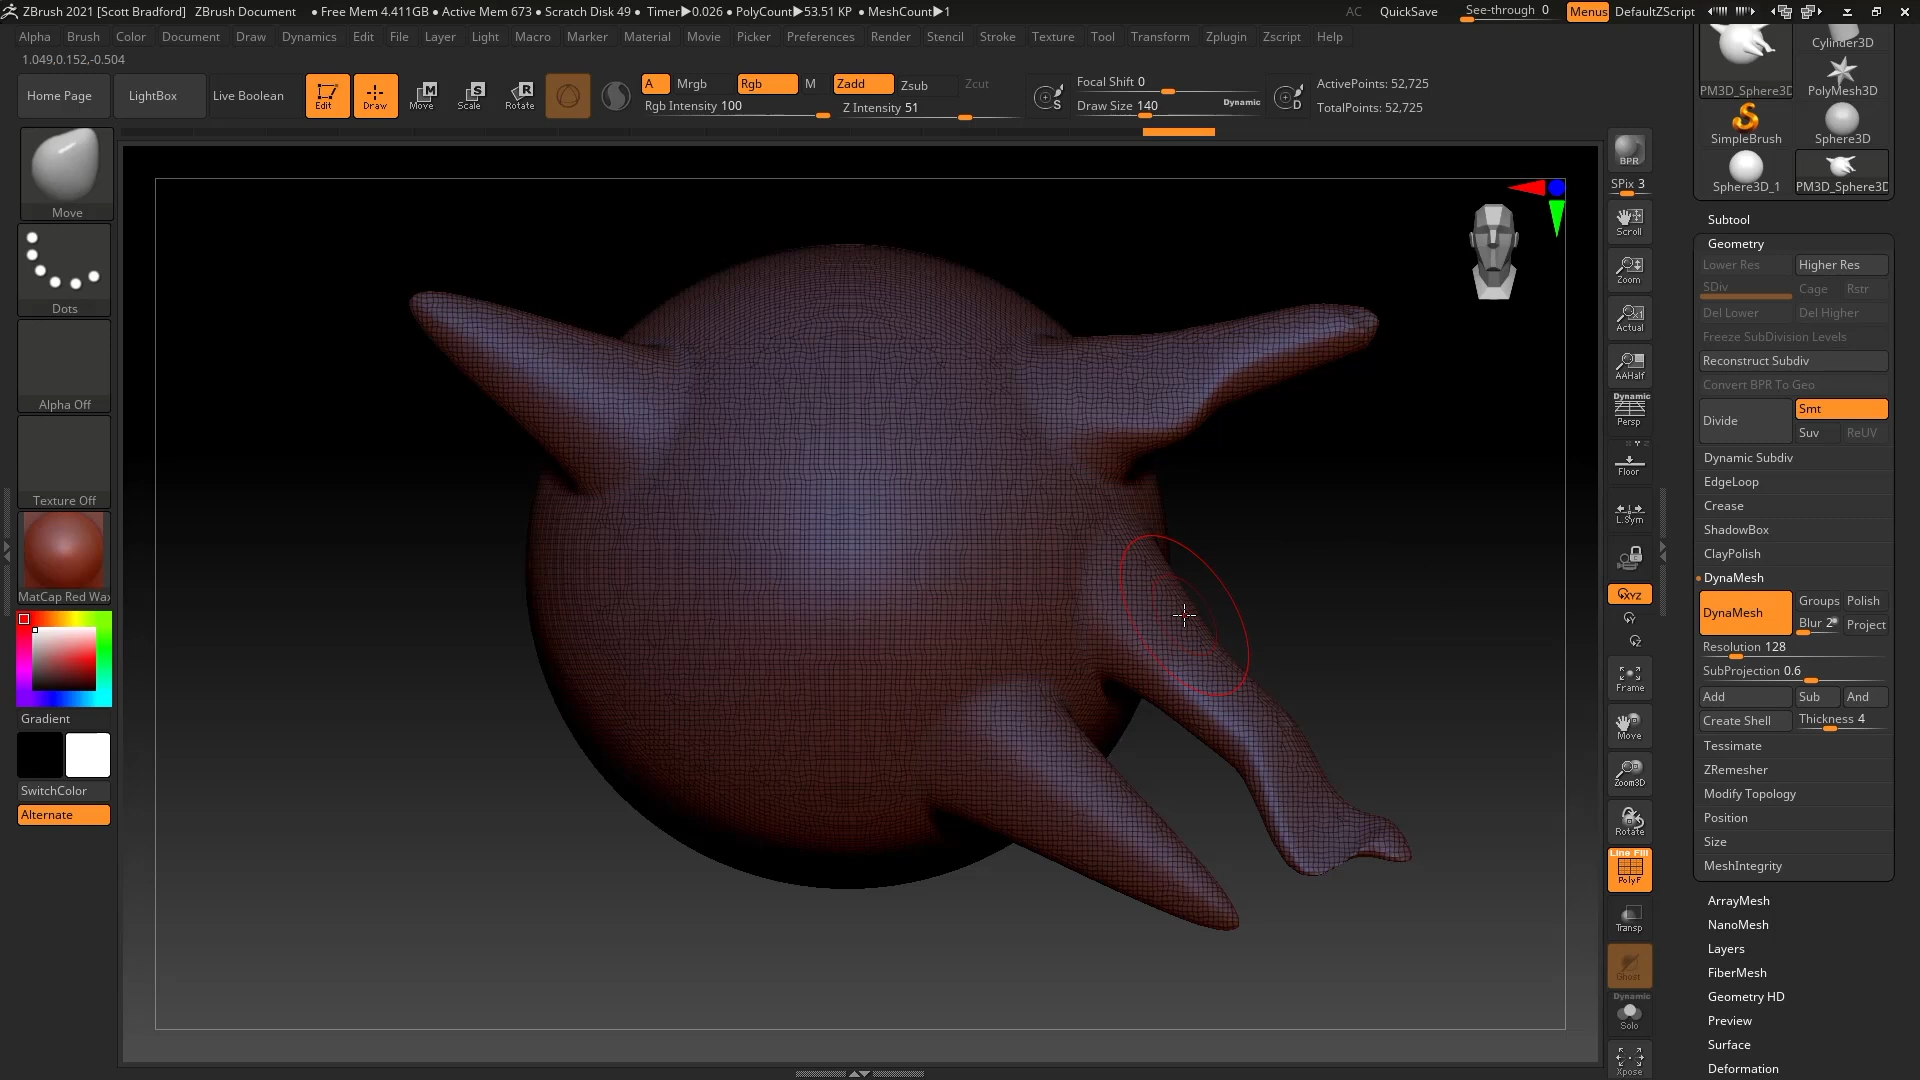 ZBrush 2021 [Scott Bradford] ZBrush Document • Free Mem 4.411GB • Active Mem 673 • Scratch Disk 49 • Timer▶0.026 • PolyCount▶53.51 KP • MeshCount▶1 AC QuickSave See-through 0 Menus DefaultZScript
Alpha Brush Color Document Draw Dynamics Edit File Layer Light Macro Marker Material Movie Picker Preferences Render Stencil Stroke Texture Tool Transform Zplugin Zscript Help
1.049,0.152,-0.504
Home Page LightBox Live Boolean Edit Draw Move Scale Rotate
A Mrgb Rgb M Zadd Zsub Zcut
Rgb Intensity 100 Z Intensity 51
S Focal Shift 0
Draw Size 140 Dynamic D
ActivePoints: 52,725
TotalPoints: 52,725
Move
Dots
Alpha Off
Texture Off
MatCap Red Wax
Gradient
SwitchColor
Alternate
BPR
SPix 3
Scroll
Zoom
Actual
AAHalf
Dynamic
Persp
Floor
L.Sym
XYZ
Y
Z
Frame
Move
Zoom3D
Rotate
Line Fill
PolyF
Transp
Ghost
Dynamic
Solo
Xpose
Cylinder3D
PM3D_Sphere3D PolyMesh3D
SimpleBrush Sphere3D
Sphere3D_1 PM3D_Sphere3D
Subtool
Geometry
Lower Res Higher Res
SDiv Cage Rstr
Del Lower Del Higher
Freeze SubDivision Levels
Reconstruct Subdiv
Convert BPR To Geo
Divide Smt
Suv ReUV
Dynamic Subdiv
EdgeLoop
Crease
ShadowBox
ClayPolish
DynaMesh
DynaMesh Groups Polish
Blur 2 Project
Resolution 128
SubProjection 0.6
Add Sub And
Create Shell Thickness 4
Tessimate
ZRemesher
Modify Topology
Position
Size
MeshIntegrity
ArrayMesh
NanoMesh
Layers
FiberMesh
Geometry HD
Preview
Surface
Deformation